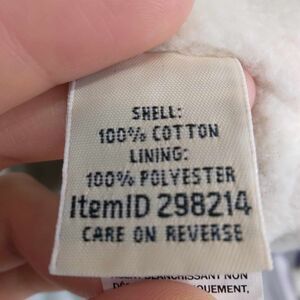 SHELL:
100% COTTON
LINING:
100% POLYESTER
ItemID 298214
CARE ON REVERSE
BLANCHISSANT NON